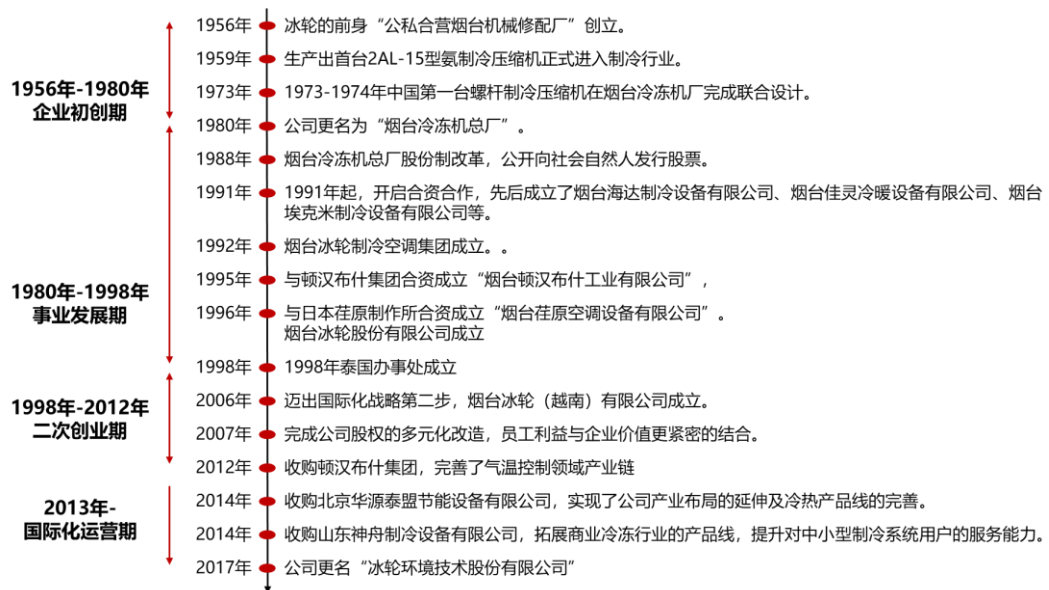 1956年-1980年
企业初创期
1956年 冰轮的前身“公私合营烟台机械修配厂”创立。
1959年 生产出首台2AL-15型氨制冷压缩机正式进入制冷行业。
1973年 1973-1974年中国第一台螺杆制冷压缩机在烟台冷冻机厂完成联合设计。
1980年-1998年
事业发展期
1980年 公司更名为“烟台冷冻机总厂”。
1988年 烟台冷冻机总厂股份制改革，公开向社会自然人发行股票。
1991年 1991年起，开启合资合作，先后成立了烟台海达制冷设备有限公司、烟台佳灵冷暖设备有限公司、烟台
埃克米制冷设备有限公司等。
1992年 烟台冰轮制冷空调集团成立。。
1995年 与顿汉布什集团合资成立“烟台顿汉布什工业有限公司”，
1996年 与日本荏原制作所合资成立“烟台荏原空调设备有限公司”。
烟台冰轮股份有限公司成立
1998年 1998年泰国办事处成立
1998年-2012年
二次创业期
2006年 迈出国际化战略第二步，烟台冰轮（越南）有限公司成立。
2007年 完成公司股权的多元化改造，员工利益与企业价值更紧密的结合。
2012年 收购顿汉布什集团，完善了气温控制领域产业链
2013年-
国际化运营期
2014年 收购北京华源泰盟节能设备有限公司，实现了公司产业布局的延伸及冷热产品线的完善。
2014年 收购山东神舟制冷设备有限公司，拓展商业冷冻行业的产品线，提升对中小型制冷系统用户的服务能力。
2017年 公司更名“冰轮环境技术股份有限公司”